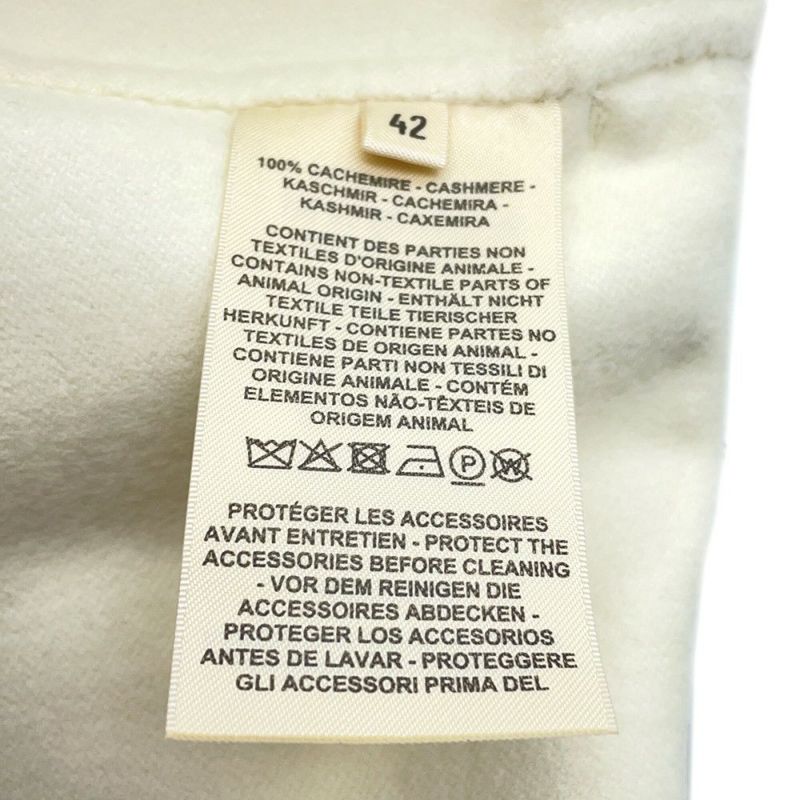 42
100% CACHEMIRE - CASHMERE -
KASCHMIR - CACHEMIRA -
KASHMIR - CAXEMIRA
CONTIENT DES PARTIES NON
TEXTILES D'ORIGINE ANIMALE -
CONTAINS NON-TEXTILE PARTS OF
ANIMAL ORIGIN - ENTHÄLT NICHT
TEXTILE TEILE TIERISCHER
HERKUNFT - CONTIENE PARTES NO
TEXTILES DE ORIGEN ANIMAL -
CONTIENE PARTI NON TESSILI DI
ORIGINE ANIMALE - CONTÉM
ELEMENTOS NÃO-TÊXTEIS DE
ORIGEM ANIMAL
P W
PROTÉGER LES ACCESSOIRES
AVANT ENTRETIEN - PROTECT THE
ACCESSORIES BEFORE CLEANING
- VOR DEM REINIGEN DIE
ACCESSOIRES ABDECKEN -
PROTEGER LOS ACCESORIOS
ANTES DE LAVAR - PROTEGGERE
GLI ACCESSORI PRIMA DEL